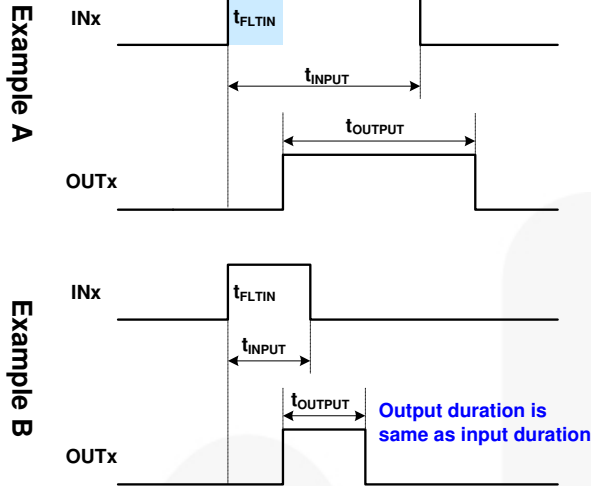 Example A
INx
tFLTIN
tINPUT
tOUTPUT
OUTx
Example B
INx
tFLTIN
tINPUT
tOUTPUT
Output duration is
same as input duration
OUTx